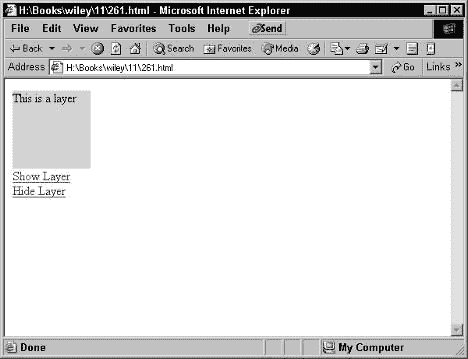 H:\Books\wiley\11\261.html - Microsoft Internet Explorer
File Edit View Favorites Tools Help Send
Back Search Favorites Media
Address H:\Books\wiley\11\261.html Go Links »
This is a layer
Show Layer
Hide Layer
Done My Computer